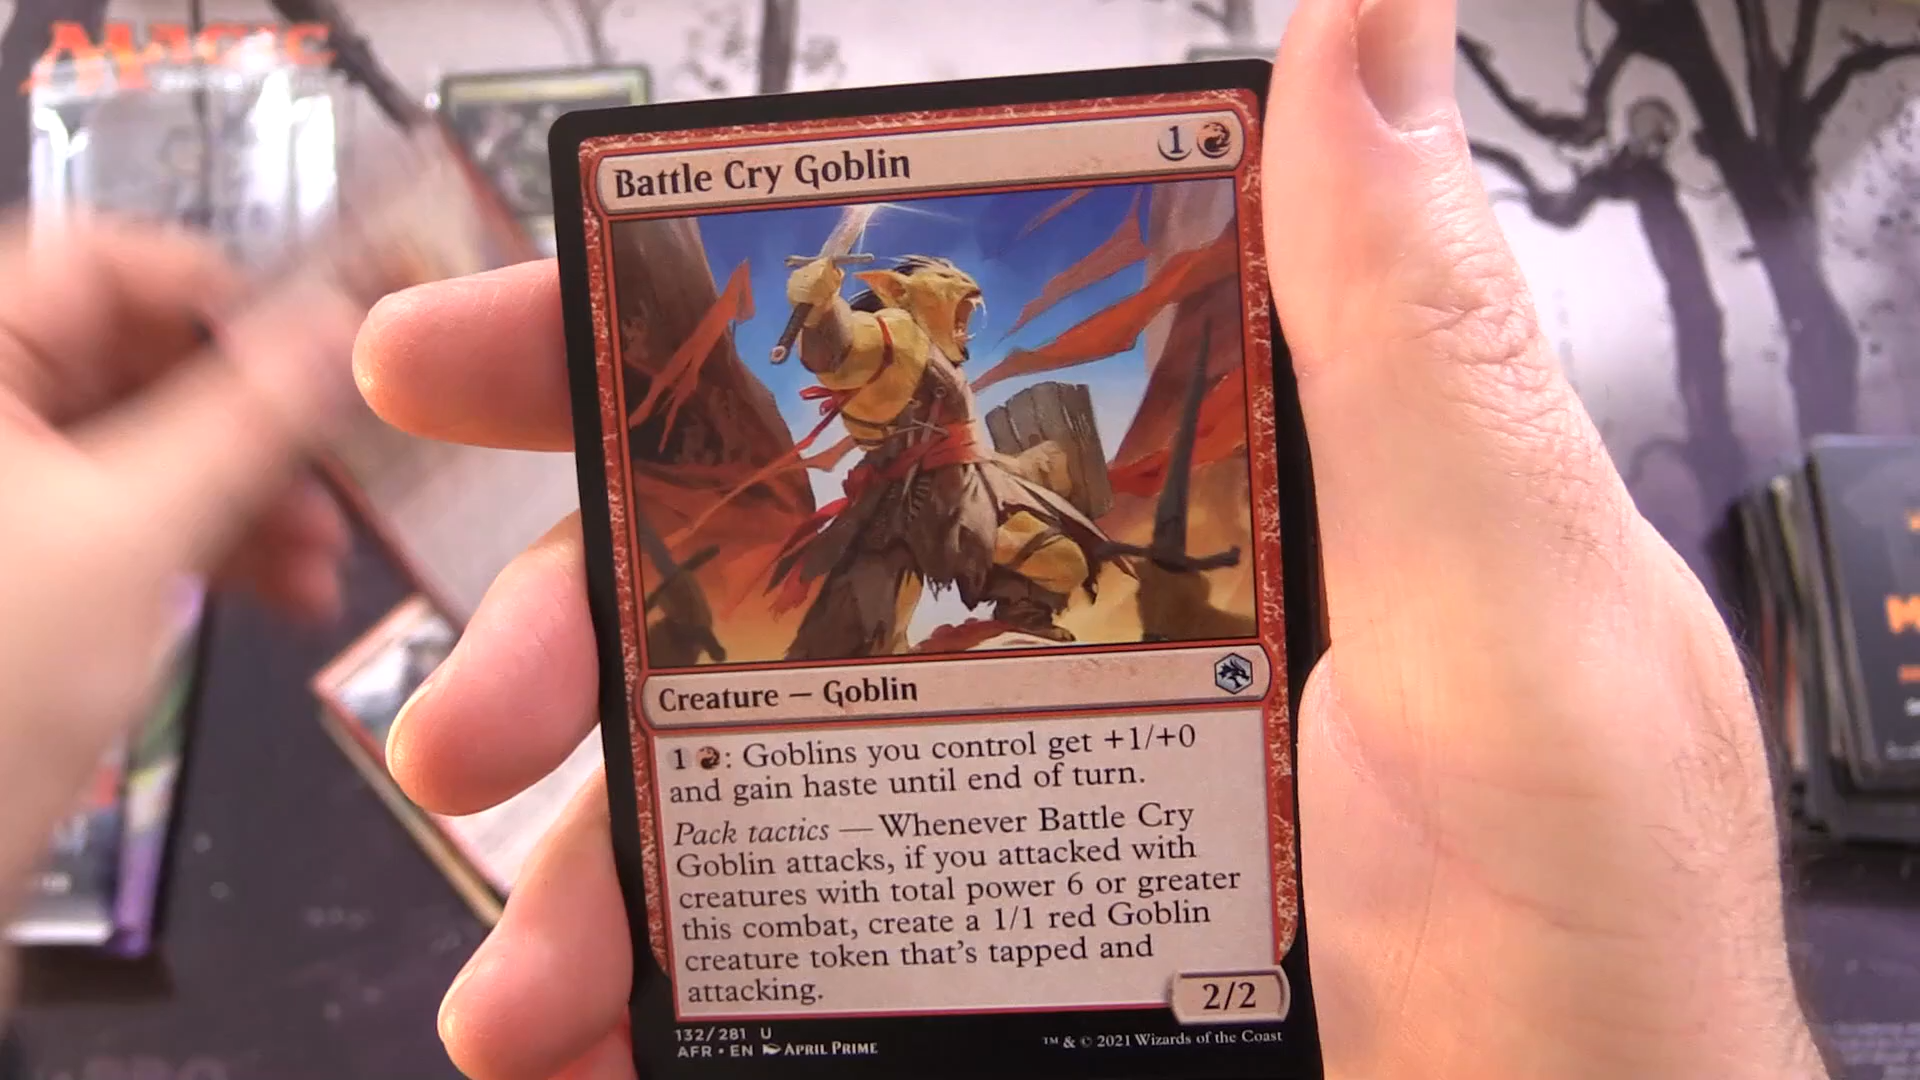 MAGIC
Battle Cry Goblin
1
Creature — Goblin
1 : Goblins you control get +1/+0
and gain haste until end of turn.
Pack tactics — Whenever Battle Cry
Goblin attacks, if you attacked with
creatures with total power 6 or greater
this combat, create a 1/1 red Goblin
creature token that's tapped and
attacking.
2/2
132/281 U
AFR • EN APRIL PRIME
™ & © 2021 Wizards of the Coast